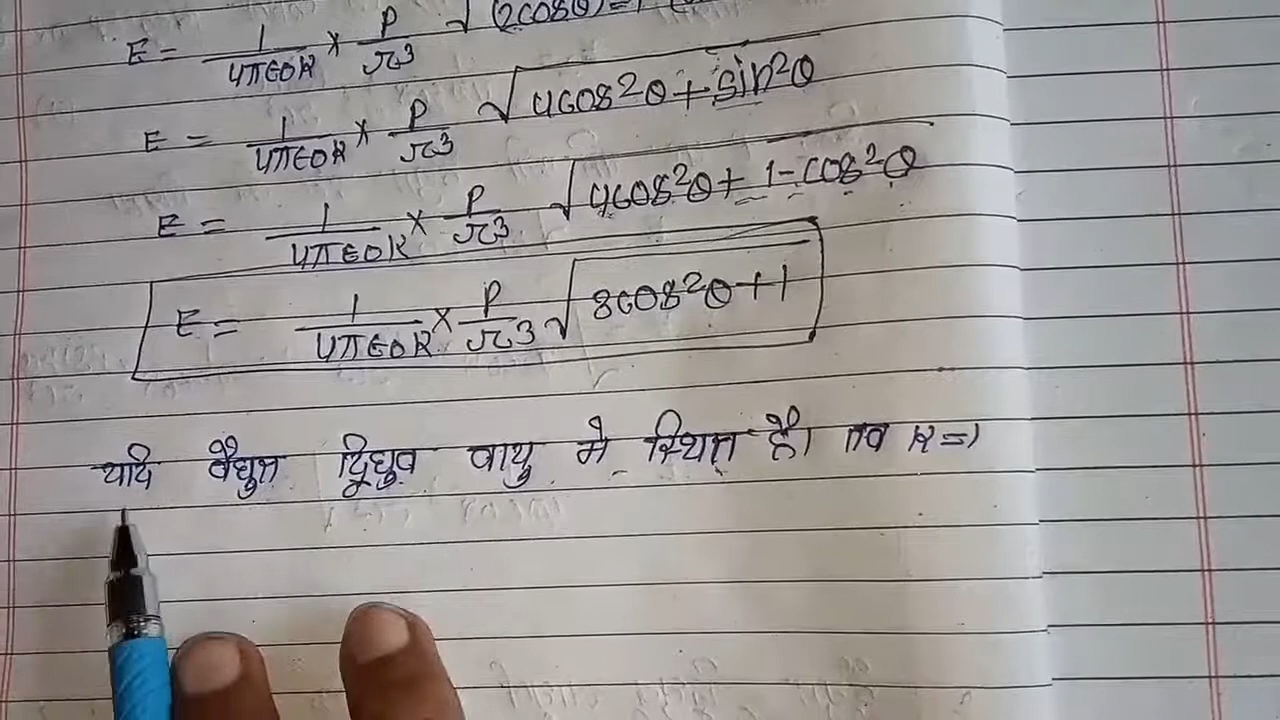 E = 1/4πε0K × P/r³ √(2cosθ)
E = 1/4πε0K × P/r³ √4cos²θ + sin²θ
E = 1/4πε0K × P/r³ √4cos²θ + 1-cos²θ
E = 1/4πε0K × P/r³ √8cos²θ+1
यदि वैधुत द्विध्रुव वायु मे स्थित है। तब K=1